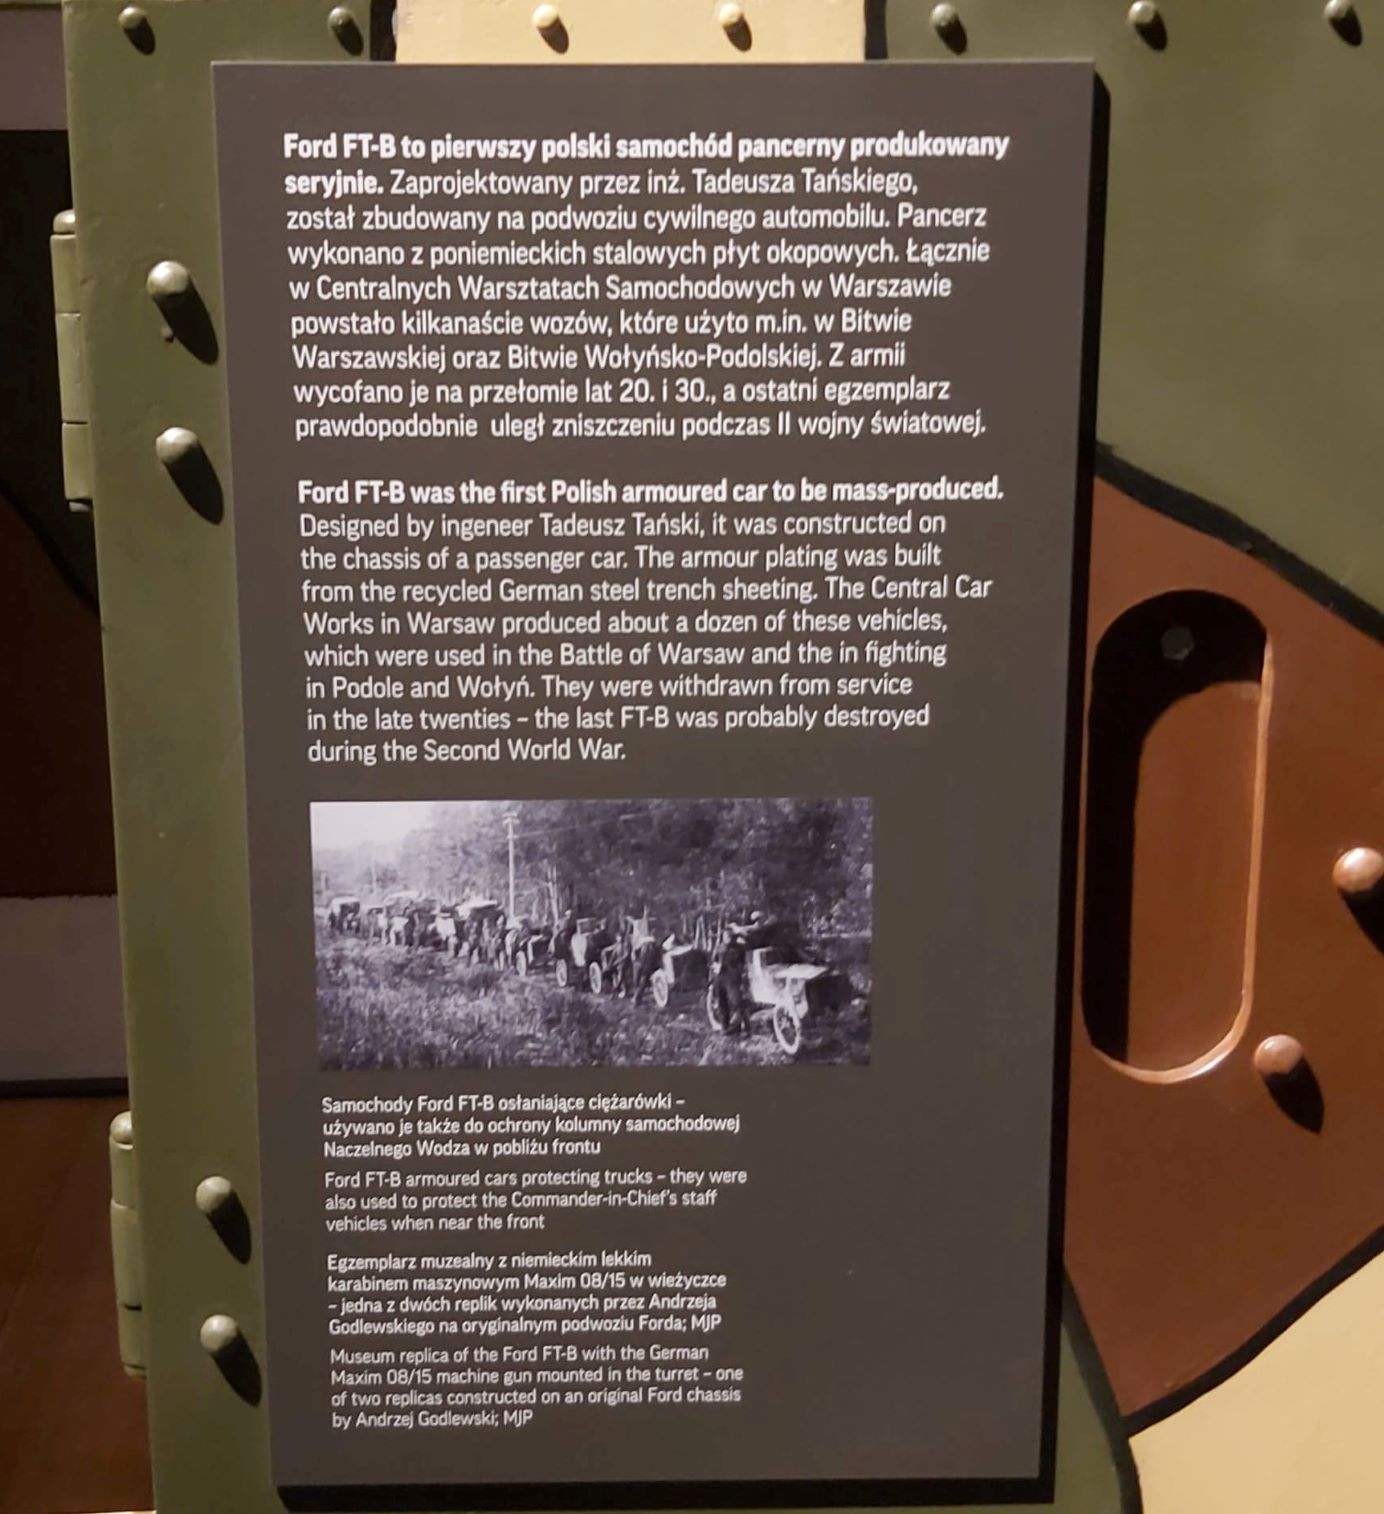 Ford FT-B to pierwszy polski samochód pancerny produkowany
seryjnie. Zaprojektowany przez inż. Tadeusza Tańskiego,
został zbudowany na podwoziu cywilnego automobilu. Pancerz
wykonano z poniemieckich stalowych płyt okopowych. Łącznie
w Centralnych Warsztatach Samochodowych w Warszawie
powstało kilkanaście wozów, które użyto m.in. w Bitwie
Warszawskiej oraz Bitwie Wołyńsko-Podolskiej. Z armii
wycofano je na przełomie lat 20. i 30., a ostatni egzemplarz
prawdopodobnie uległ zniszczeniu podczas II wojny światowej.
Ford FT-B was the first Polish armoured car to be mass-produced.
Designed by ingeneer Tadeusz Tański, it was constructed on
the chassis of a passenger car. The armour plating was built
from the recycled German steel trench sheeting. The Central Car
Works in Warsaw produced about a dozen of these vehicles,
which were used in the Battle of Warsaw and the in fighting
in Podole and Wołyń. They were withdrawn from service
in the late twenties – the last FT-B was probably destroyed
during the Second World War.
Samochody Ford FT-B osłaniające ciężarówki –
używano je także do ochrony kolumny samochodowej
Naczelnego Wodza w pobliżu frontu
Ford FT-B armoured cars protecting trucks – they were
also used to protect the Commander-in-Chief's staff
vehicles when near the front
Egzemplarz muzealny z niemieckim lekkim
karabinem maszynowym Maxim 08/15 w wieżyczce
– jedna z dwóch replik wykonanych przez Andrzeja
Godlewskiego na oryginalnym podwoziu Forda; MJP
Museum replica of the Ford FT-B with the German
Maxim 08/15 machine gun mounted in the turret – one
of two replicas constructed on an original Ford chassis
by Andrzej Godlewski; MJP